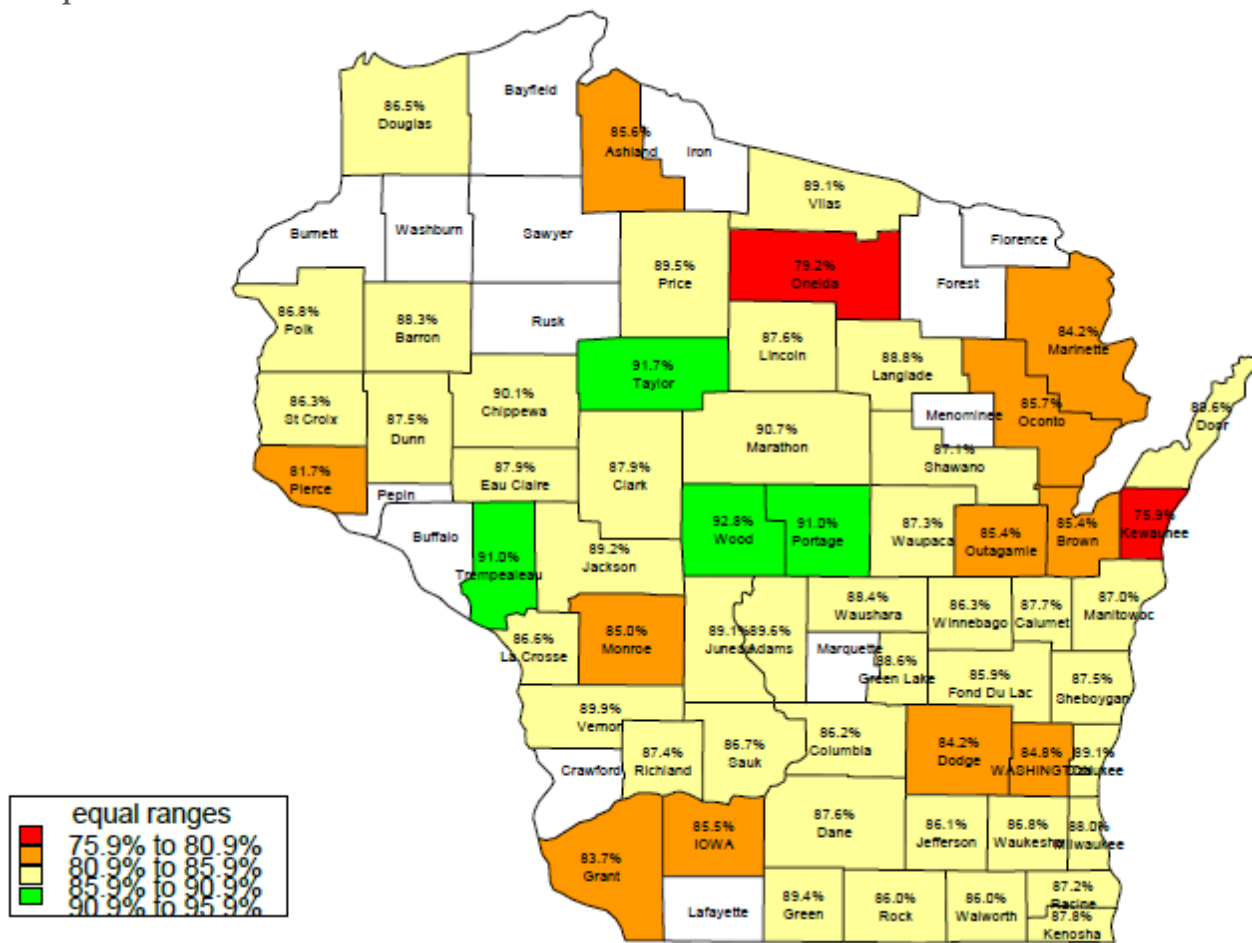 Bayfield
86.5%
Douglas
85.6%
Ashland
Iron
89.1%
Vilas
Burnett
Washburn
Sawyer
Florence
89.5%
Price
79.2%
Oneida
Forest
86.8%
Polk
88.3%
Barron
Rusk
84.2%
Marinette
87.6%
Lincoln
88.8%
Langlade
91.7%
Taylor
90.1%
Chippewa
86.3%
St Croix
87.5%
Dunn
Menominee
85.7%
Oconto
Door
90.7%
Marathon
87.1%
Shawano
81.7%
Pierce
87.9%
Eau Claire
87.9%
Clark
Pepin
Buffalo
92.8%
Wood
91.0%
Portage
87.3%
Waupaca
85.4%
Outagamie
85.4%
Brown
75.9%
Kewaunee
91.0%
Trempealeau
89.2%
Jackson
88.4%
Waushara
86.3%
Winnebago
87.7%
Calumet
87.0%
Manitowoc
86.6%
La Crosse
85.0%
Monroe
89.1%
Juneau
89.6%
Adams
Marquette
88.6%
Green Lake
85.9%
Fond Du Lac
87.5%
Sheboygan
89.9%
Vernon
87.4%
Richland
86.7%
Sauk
86.2%
Columbia
84.2%
Dodge
84.8%
WASHINGTON
89.1%
Crawford
87.6%
Dane
86.1%
Jefferson
86.8%
Waukesha
88.0%
Milwaukee
83.7%
Grant
85.5%
IOWA
Lafayette
89.4%
Green
86.0%
Rock
86.0%
Walworth
87.2%
Racine
87.8%
Kenosha
equal ranges
75.9% to 80.9%
80.9% to 85.9%
85.9% to 90.9%
90.9% to 95.9%